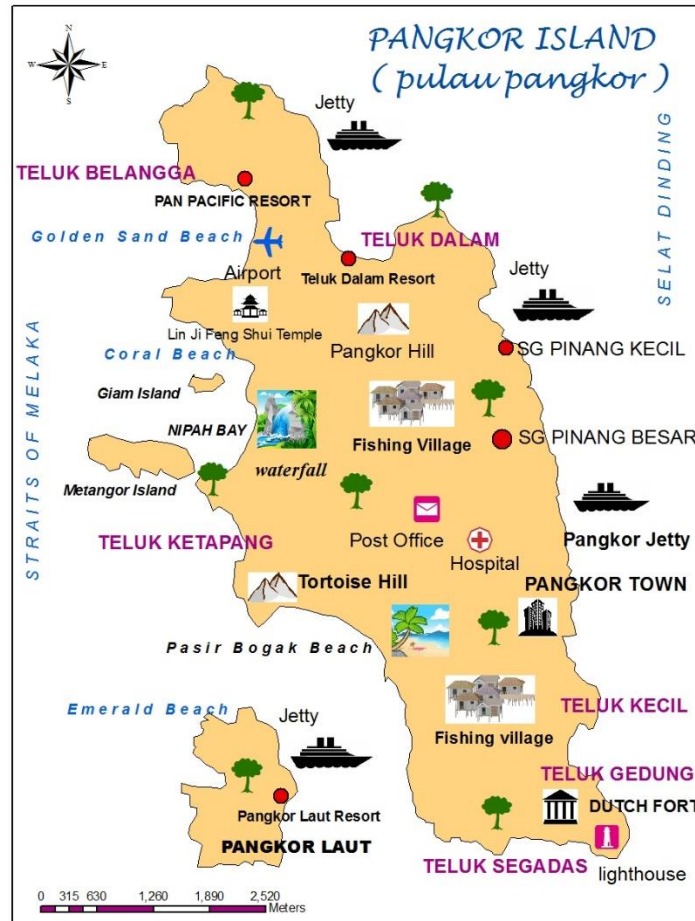 PANGKOR ISLAND
( pulau pangkor )
N
W
E
S
Jetty
TELUK BELANGGA
PAN PACIFIC RESORT
SELAT DINDING
Golden Sand Beach
TELUK DALAM
Airport
Teluk Dalam Resort
Jetty
Lin Ji Feng Shui Temple
Pangkor Hill
SG PINANG KECIL
Coral Beach
STRAITS OF MELAKA
Giam Island
NIPAH BAY
Fishing Village
SG PINANG BESAR
waterfall
Metangor Island
TELUK KETAPANG
Post Office
Hospital
Pangkor Jetty
Tortoise Hill
PANGKOR TOWN
Pasir Bogak Beach
Emerald Beach
Jetty
TELUK KECIL
Fishing village
TELUK GEDUNG
Pangkor Laut Resort
DUTCH FORT
PANGKOR LAUT
TELUK SEGADAS
lighthouse
0 315 630 1,260 1,890 2,520
Meters